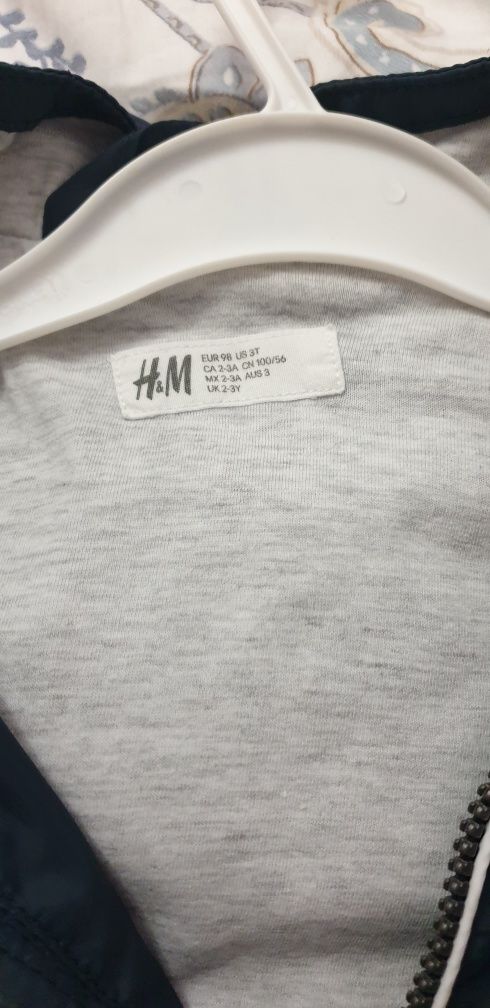 H&M
EUR 98 US 3T
CA 2-3A CN 100/56
MX 2-3A AUS 3
UK 2-3Y